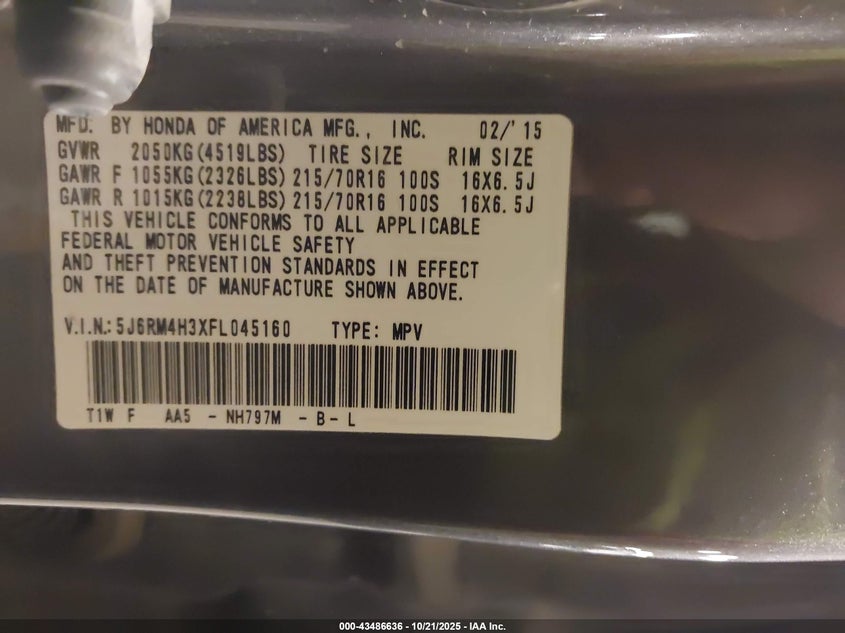 MFD. BY HONDA OF AMERICA MFG., INC. 02/'15
GVWR 2050KG(4519LBS) TIRE SIZE RIM SIZE
GAWR F 1055KG(2326LBS) 215/70R16 100S 16X6.5J
GAWR R 1015KG(2238LBS) 215/70R16 100S 16X6.5J
THIS VEHICLE CONFORMS TO ALL APPLICABLE
FEDERAL MOTOR VEHICLE SAFETY
AND THEFT PREVENTION STANDARDS IN EFFECT
ON THE DATE OF MANUFACTURE SHOWN ABOVE.
V.I.N.: 5J6RM4H3XFL045160 TYPE: MPV
T1W F AA5 - NH797M - B - L
000-43486636 - 10/21/2025 - IAA Inc.